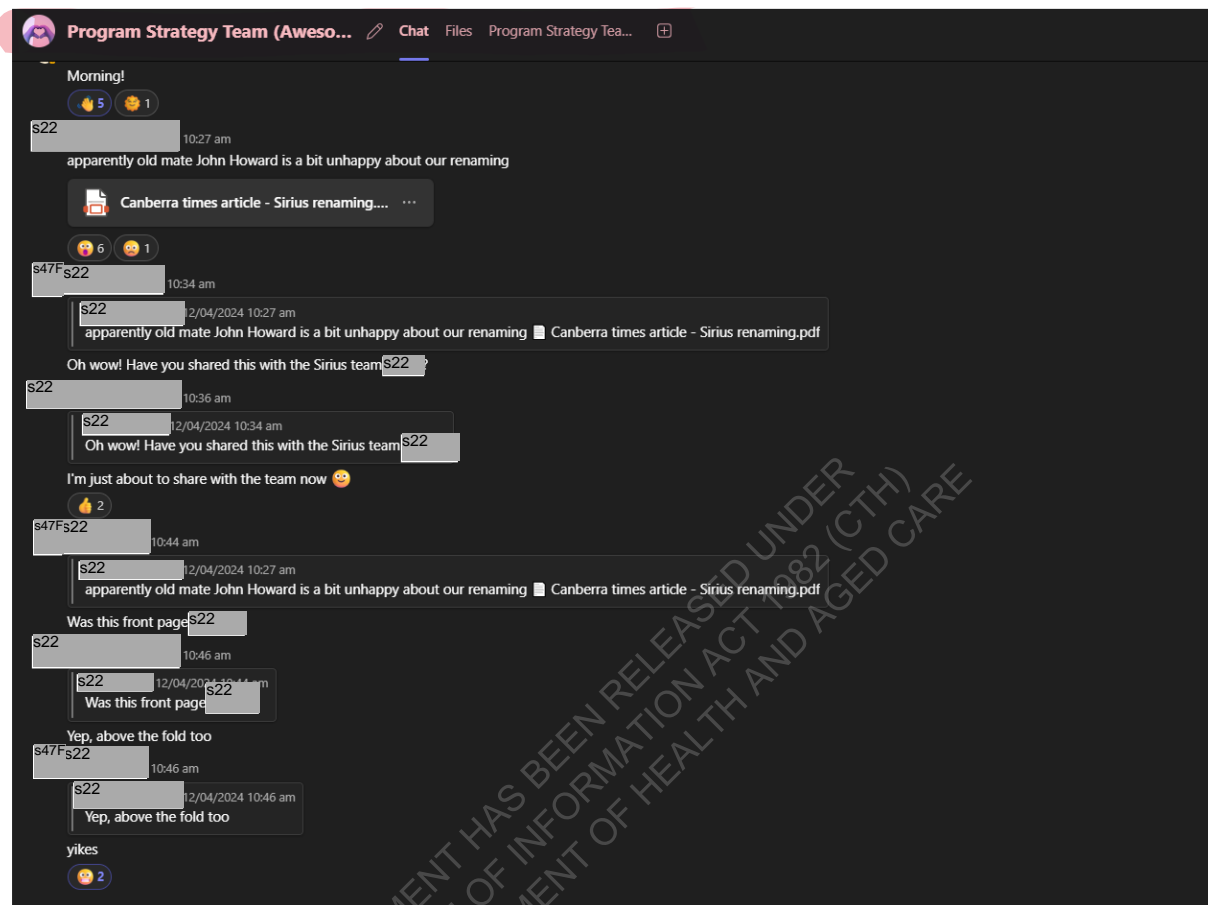 Program Strategy Team (Aweso...
Chat
Files
Program Strategy Tea...
Morning!
5
1
s22
10:27 am
apparently old mate John Howard is a bit unhappy about our renaming
Canberra times article - Sirius renaming....
6
1
s47F s22
10:34 am
s22
12/04/2024 10:27 am
apparently old mate John Howard is a bit unhappy about our renaming Canberra times article - Sirius renaming.pdf
Oh wow! Have you shared this with the Sirius team s22 ?
s22
10:36 am
s22
12/04/2024 10:34 am
Oh wow! Have you shared this with the Sirius team s22
I'm just about to share with the team now
2
s47F s22
10:44 am
s22
12/04/2024 10:27 am
apparently old mate John Howard is a bit unhappy about our renaming Canberra times article - Sirius renaming.pdf
Was this front page s22
s22
10:46 am
s22
12/04/2024 10:44 am
Was this front page s22
Yep, above the fold too
s47F s22
10:46 am
s22
12/04/2024 10:46 am
Yep, above the fold too
yikes
2
MENT HAS BEEN RELEASED UNDER
OF INFORMATION ACT 1982 (CTH)
MENT OF HEALTH AND AGED CARE